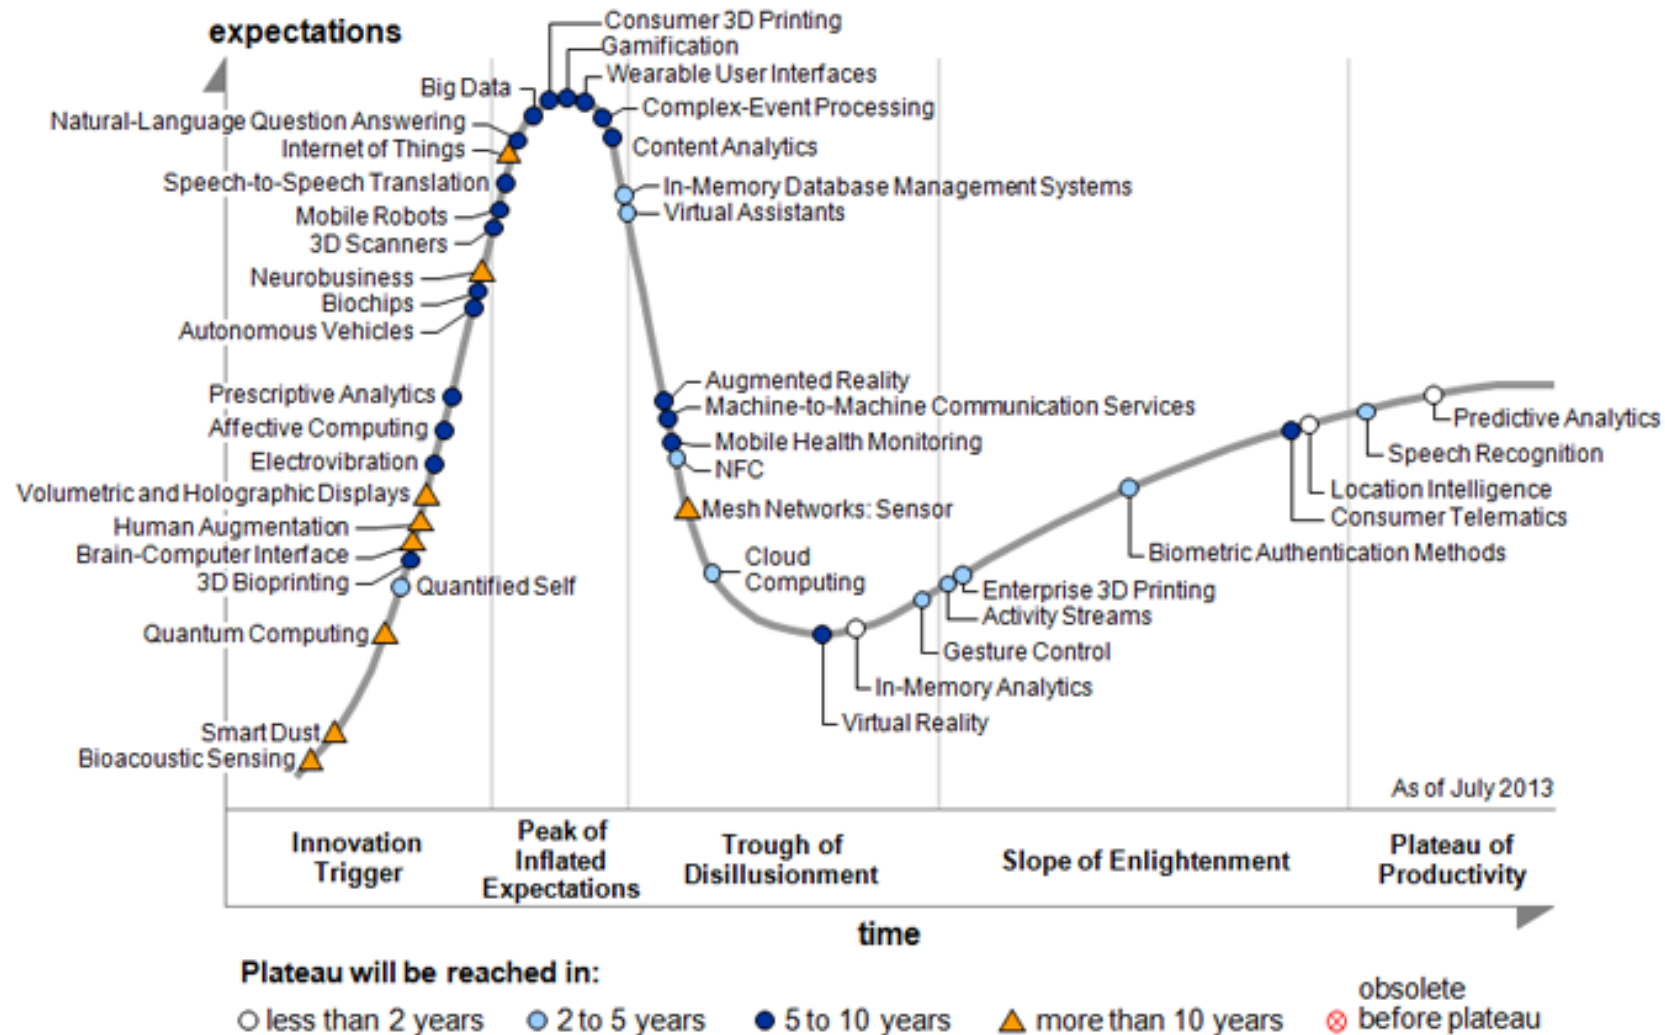 expectations
Consumer 3D Printing
Gamification
Wearable User Interfaces
Big Data
Complex-Event Processing
Natural-Language Question Answering
Content Analytics
Internet of Things
Speech-to-Speech Translation
In-Memory Database Management Systems
Mobile Robots
Virtual Assistants
3D Scanners
Neurobusiness
Biochips
Autonomous Vehicles
Augmented Reality
Prescriptive Analytics
Machine-to-Machine Communication Services
Predictive Analytics
Affective Computing
Mobile Health Monitoring
Speech Recognition
Electrovibration
NFC
Volumetric and Holographic Displays
Location Intelligence
Mesh Networks: Sensor
Consumer Telematics
Human Augmentation
Brain-Computer Interface
Cloud
Computing
Biometric Authentication Methods
3D Bioprinting
Quantified Self
Enterprise 3D Printing
Activity Streams
Quantum Computing
Gesture Control
In-Memory Analytics
Virtual Reality
Smart Dust
Bioacoustic Sensing
As of July 2013
Innovation
Trigger
Peak of
Inflated
Expectations
Trough of
Disillusionment
Slope of Enlightenment
Plateau of
Productivity
time
Plateau will be reached in:
less than 2 years
2 to 5 years
5 to 10 years
more than 10 years
obsolete
before plateau